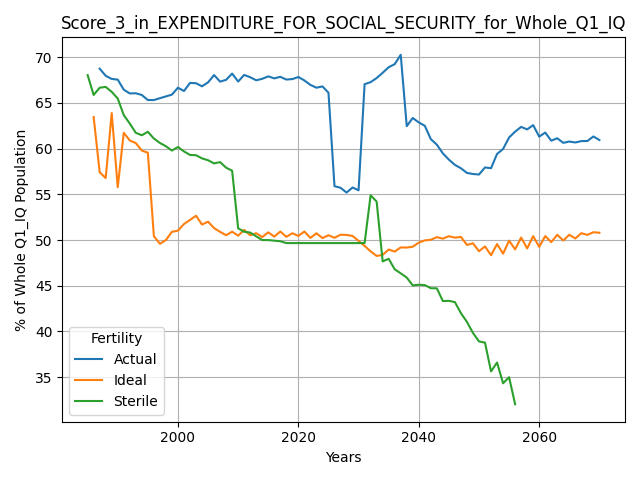 Score_3_in_EXPENDITURE_FOR_SOCIAL_SECURITY_for_Whole_Q1_IQ
% of Whole Q1_IQ Population
70
65
60
55
50
45
40
35
Fertility
Actual
Ideal
Sterile
2000
2020
2040
2060
Years